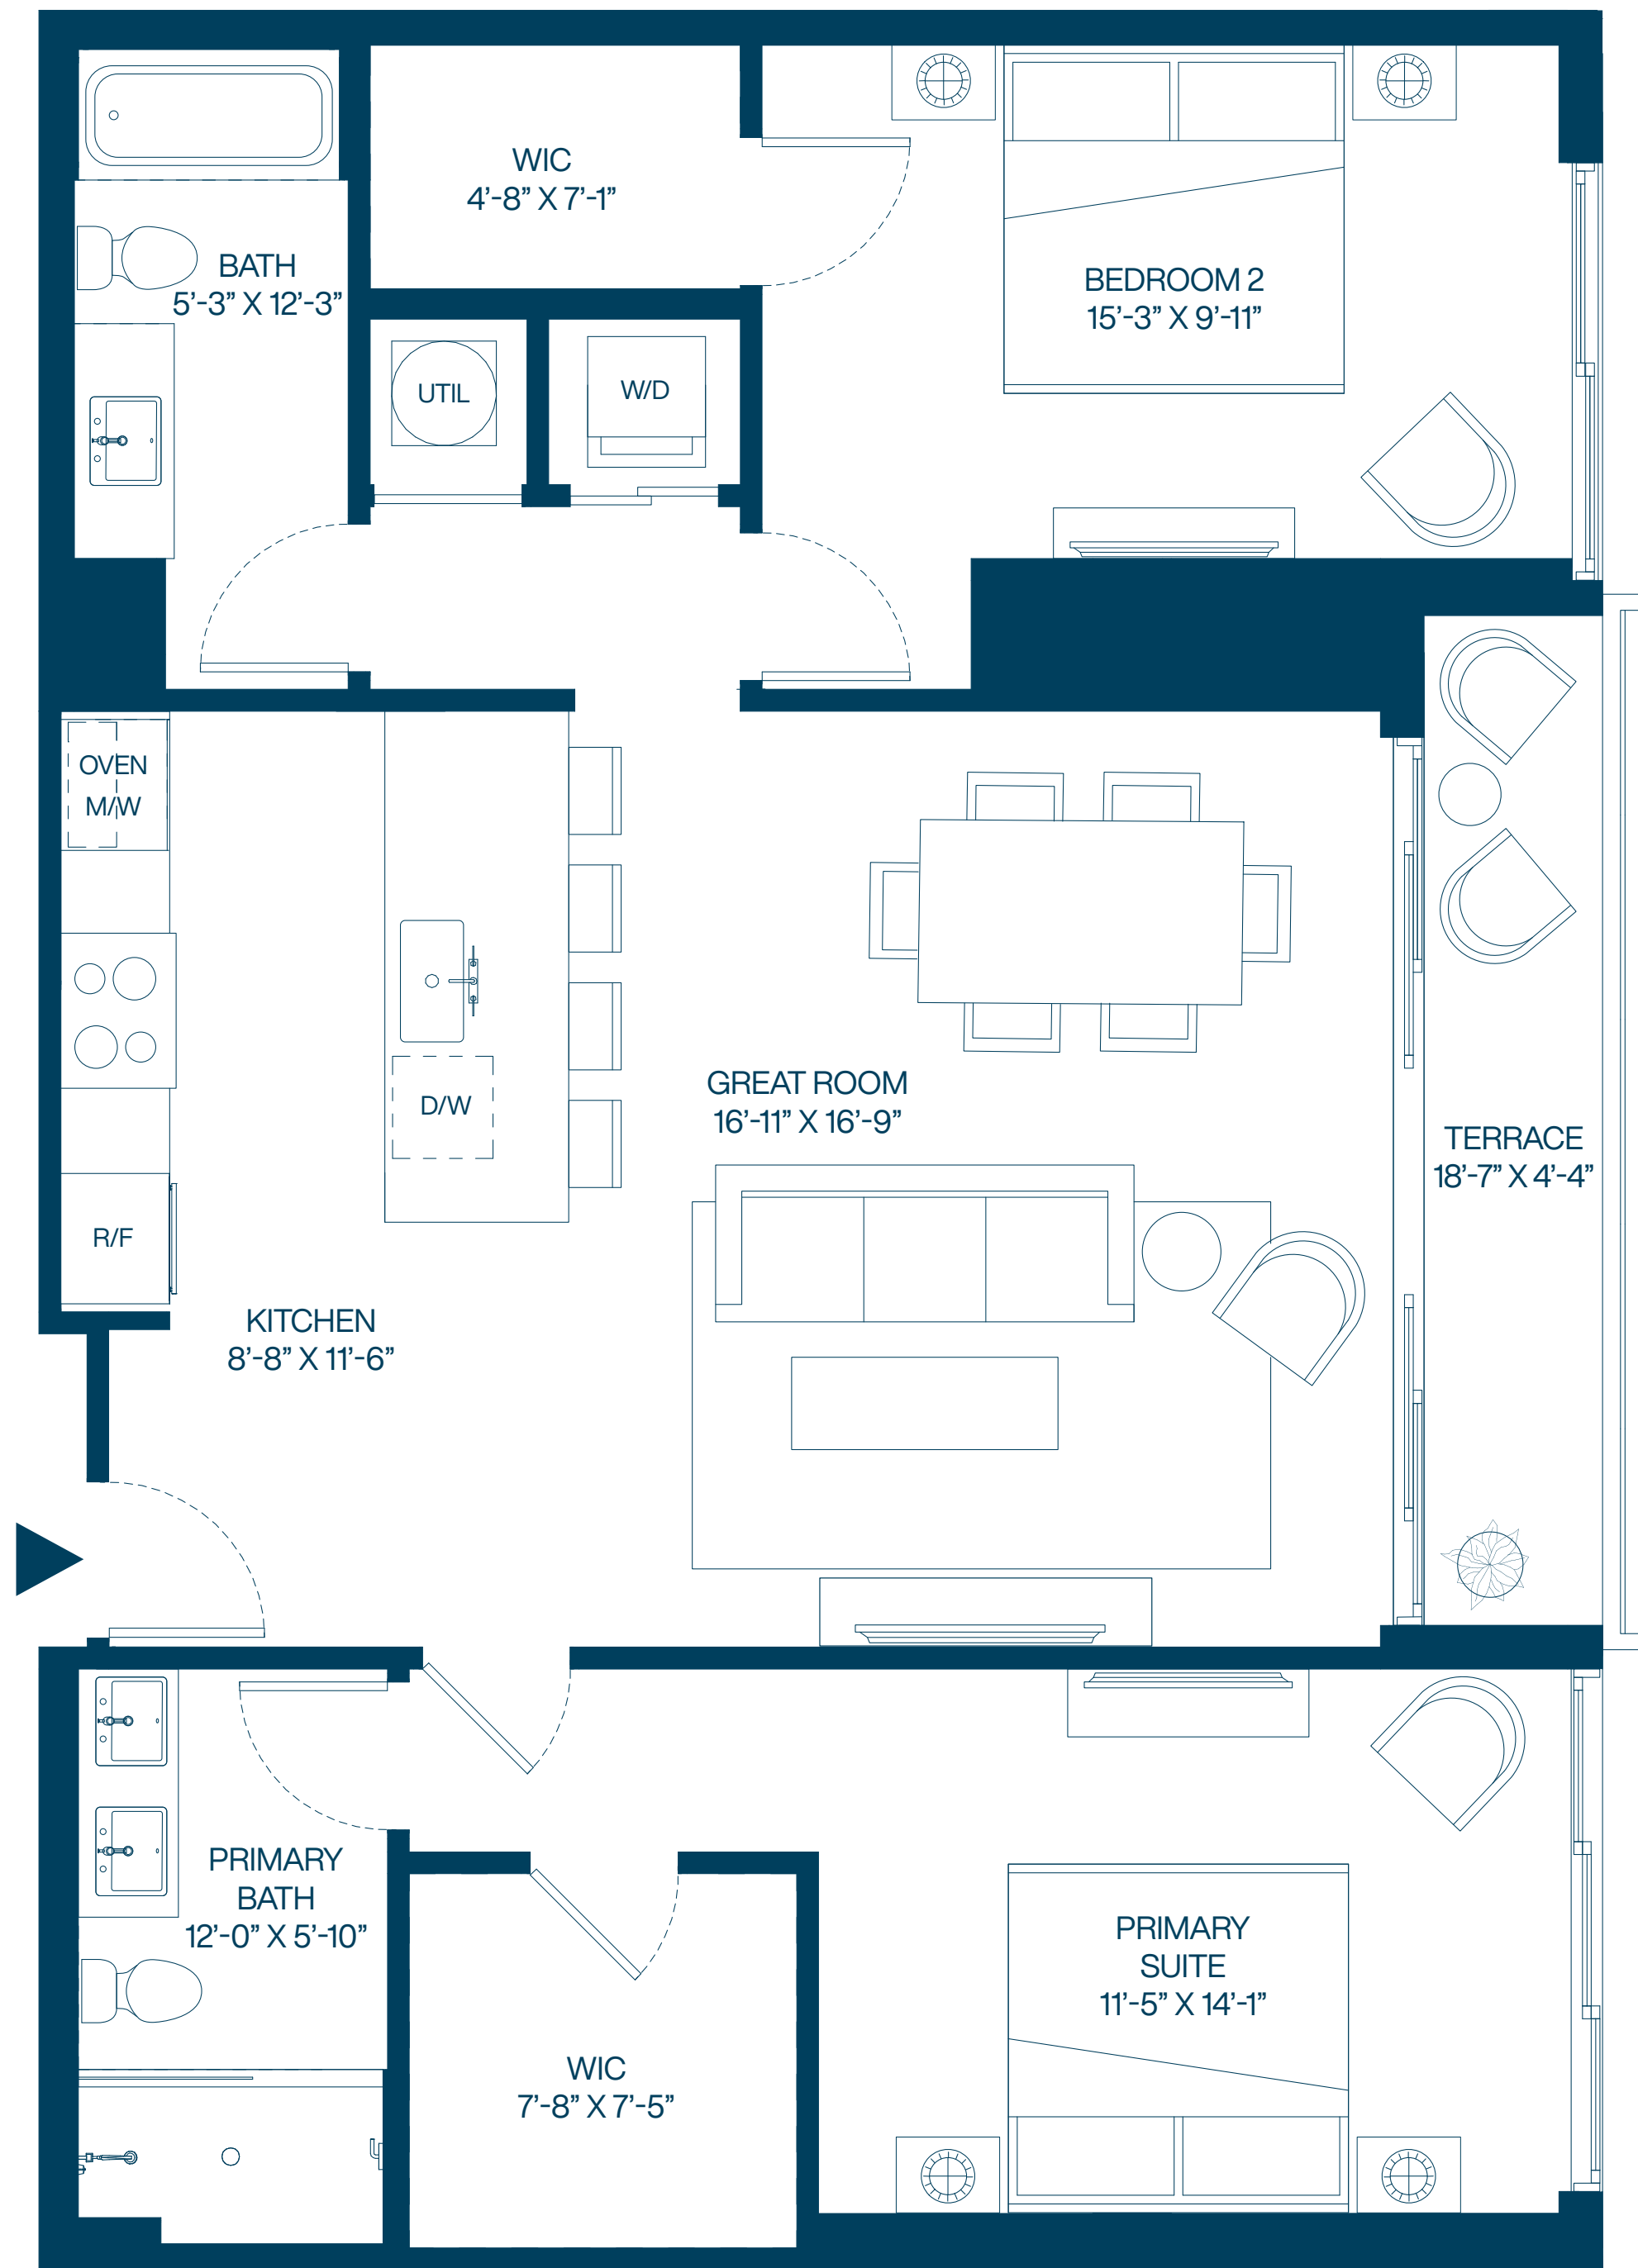 WIC
4’-8” X 7’-1”
BATH
5’-3” X 12’-3”
BEDROOM 2
15’-3” X 9’-11”
UTIL
W/D
OVEN
M/W
D/W
GREAT ROOM
16’-11” X 16’-9”
TERRACE
18’-7” X 4’-4”
R/F
KITCHEN
8’-8” X 11’-6”
PRIMARY
BATH
12’-0” X 5’-10”
PRIMARY
SUITE
11’-5” X 14’-1”
WIC
7’-8” X 7’-5”